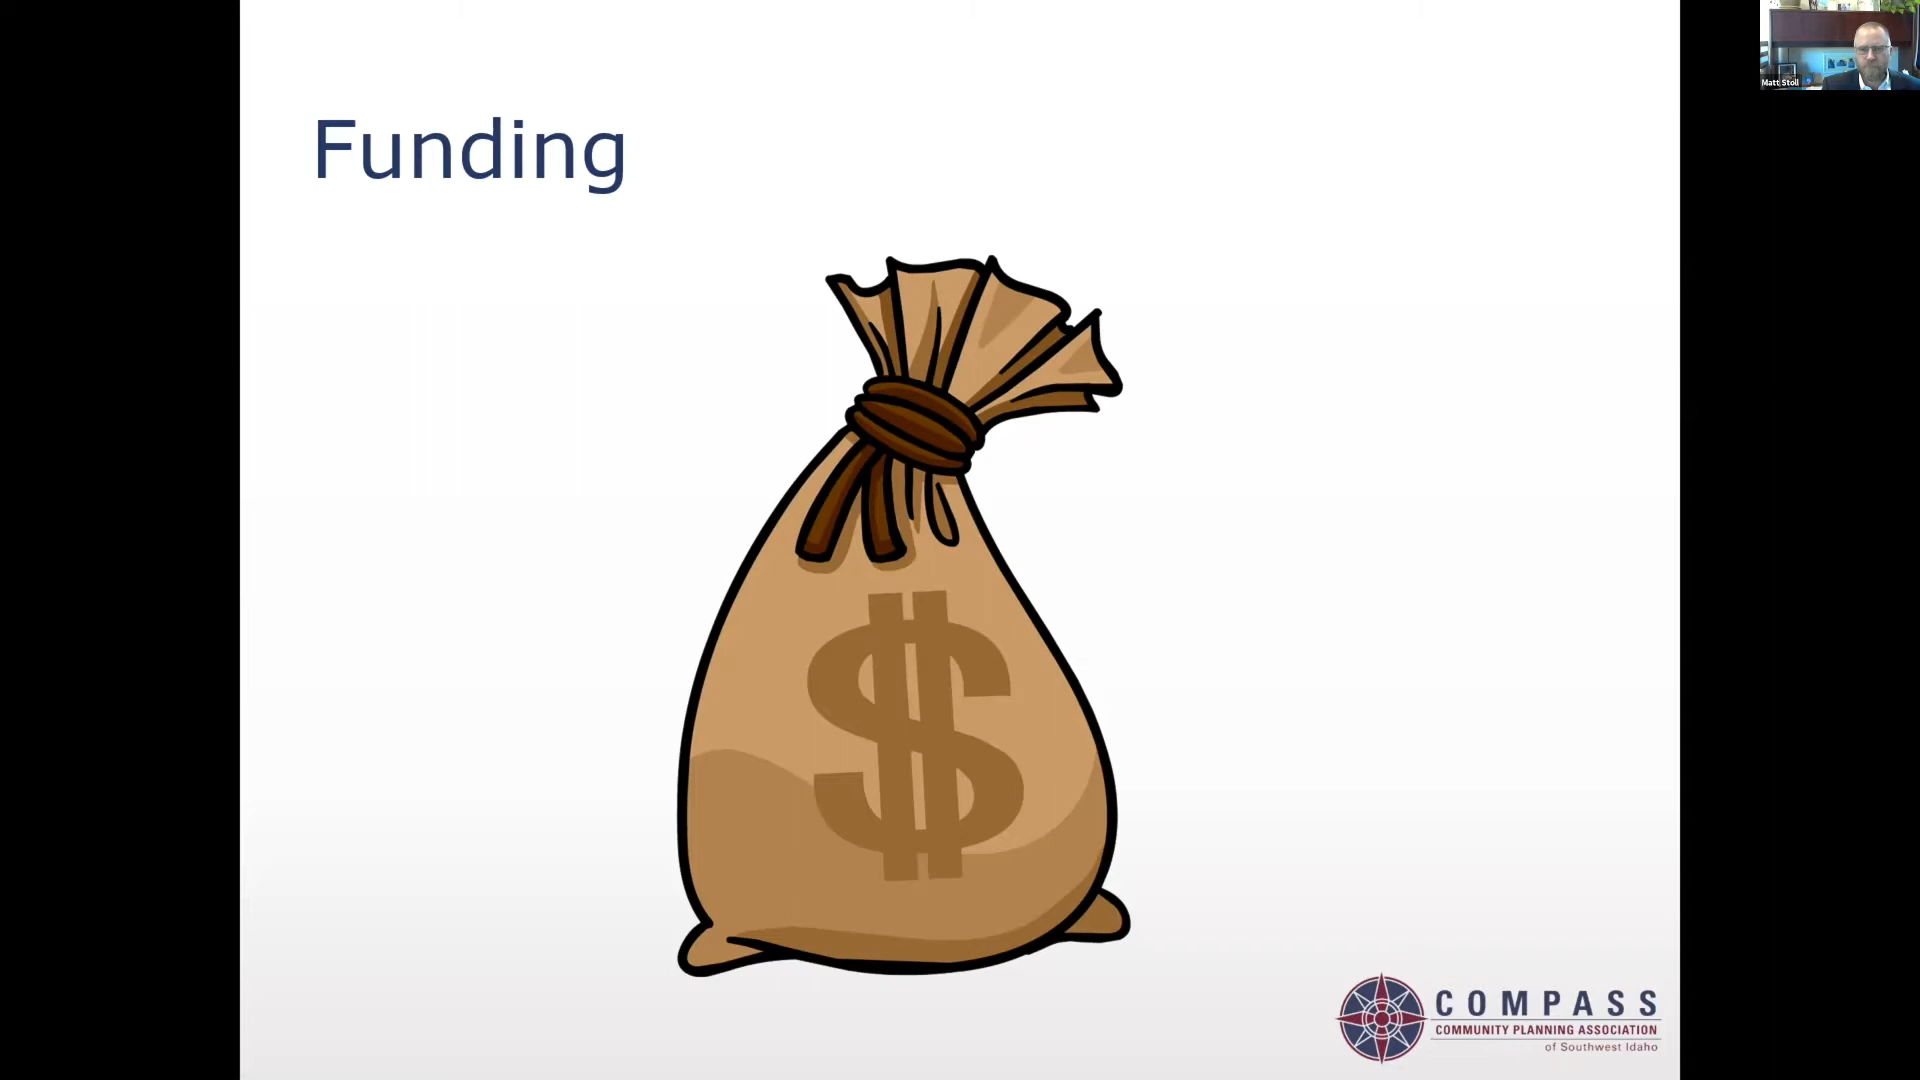 Matt Stoll
Funding
$
COMPASS
COMMUNITY PLANNING ASSOCIATION
of Southwest Idaho